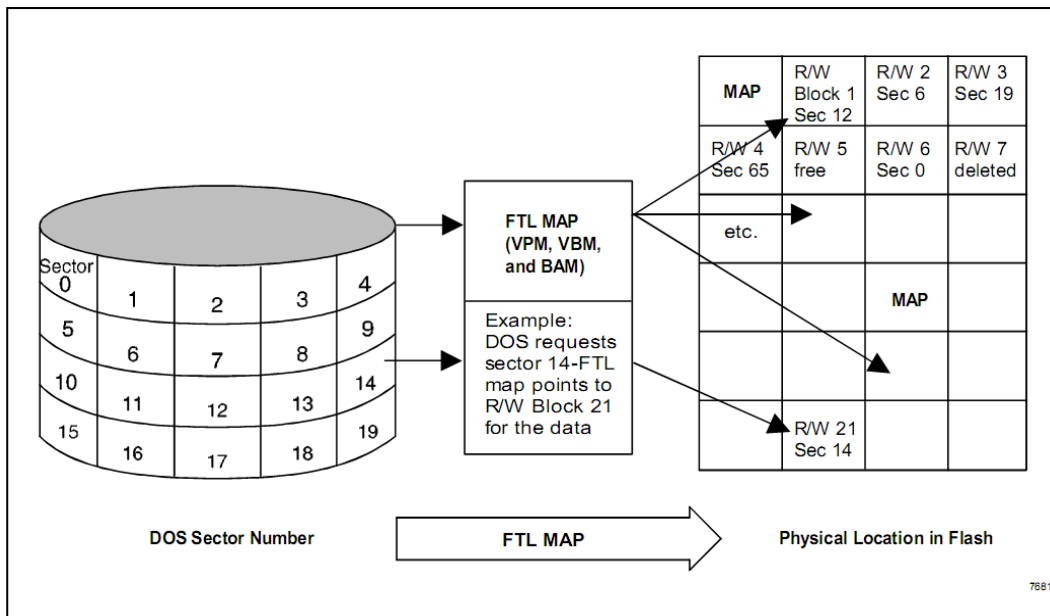 Sector
0
1
2
3
4
5
6
7
8
9
10
11
12
13
14
15
16
17
18
19
DOS Sector Number
FTL MAP
(VPM, VBM,
and BAM)
Example:
DOS requests
sector 14-FTL
map points to
R/W Block 21
for the data
FTL MAP
MAP
R/W
Block 1
Sec 12
R/W 2
Sec 6
R/W 3
Sec 19
R/W 4
Sec 65
R/W 5
free
R/W 6
Sec 0
R/W 7
deleted
etc.
MAP
R/W 21
Sec 14
Physical Location in Flash
7681